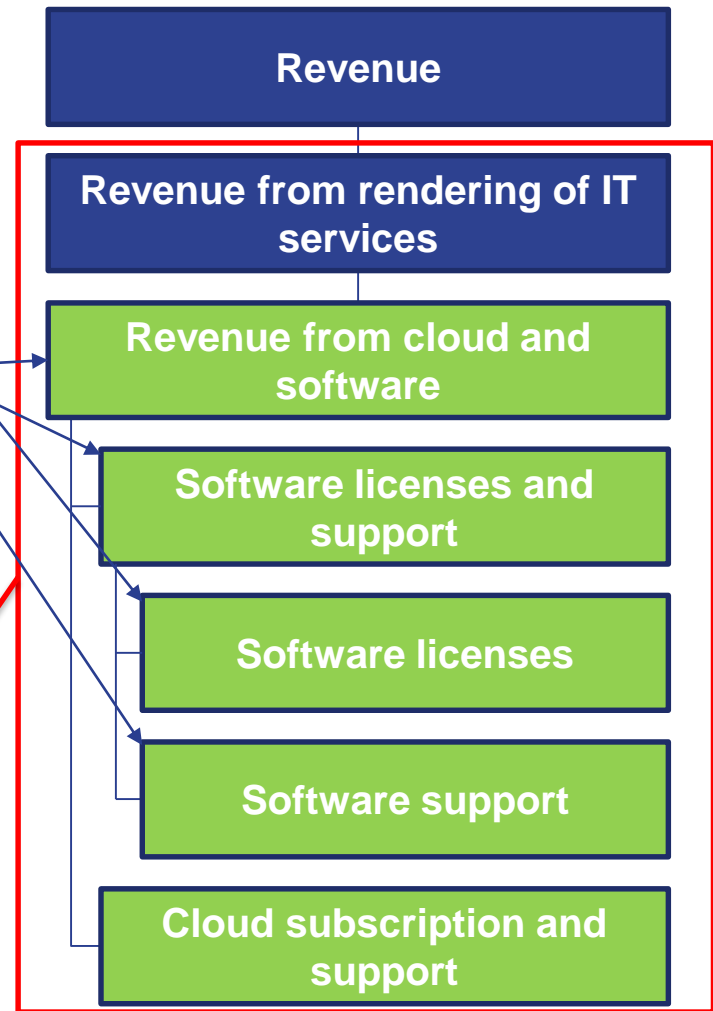 Revenue
Revenue from rendering of IT
services
Revenue from cloud and
software
Software licenses and
support
Software licenses
Software support
Cloud subscription and
support